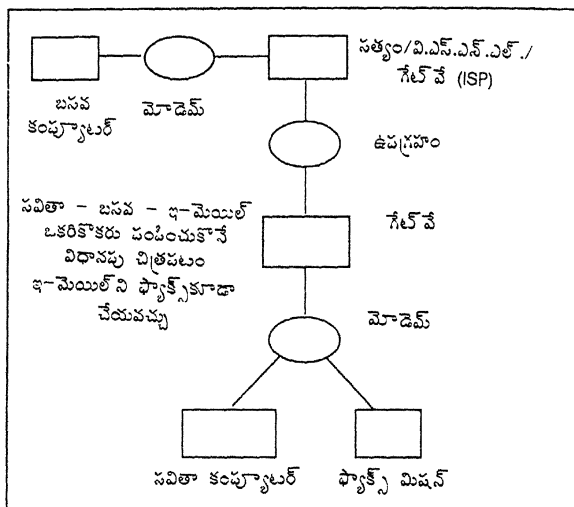 సత్యం/వి.ఎస్.ఎన్.ఎల్./
గేట్ వే (ISP)
బసవ
కంప్యూటర్
మోడెమ్
ఉపగ్రహం
సవితా - బసవ - ఇ-మెయిల్
ఒకరికొకరు పంపించుకొనే
విధానపు చిత్రపటం
ఇ-మెయిల్‌ని ఫ్యాక్స్‌కూడా
చేయవచ్చు
గేట్ వే
మోడెమ్
సవితా కంప్యూటర్
ఫ్యాక్స్ మిషన్